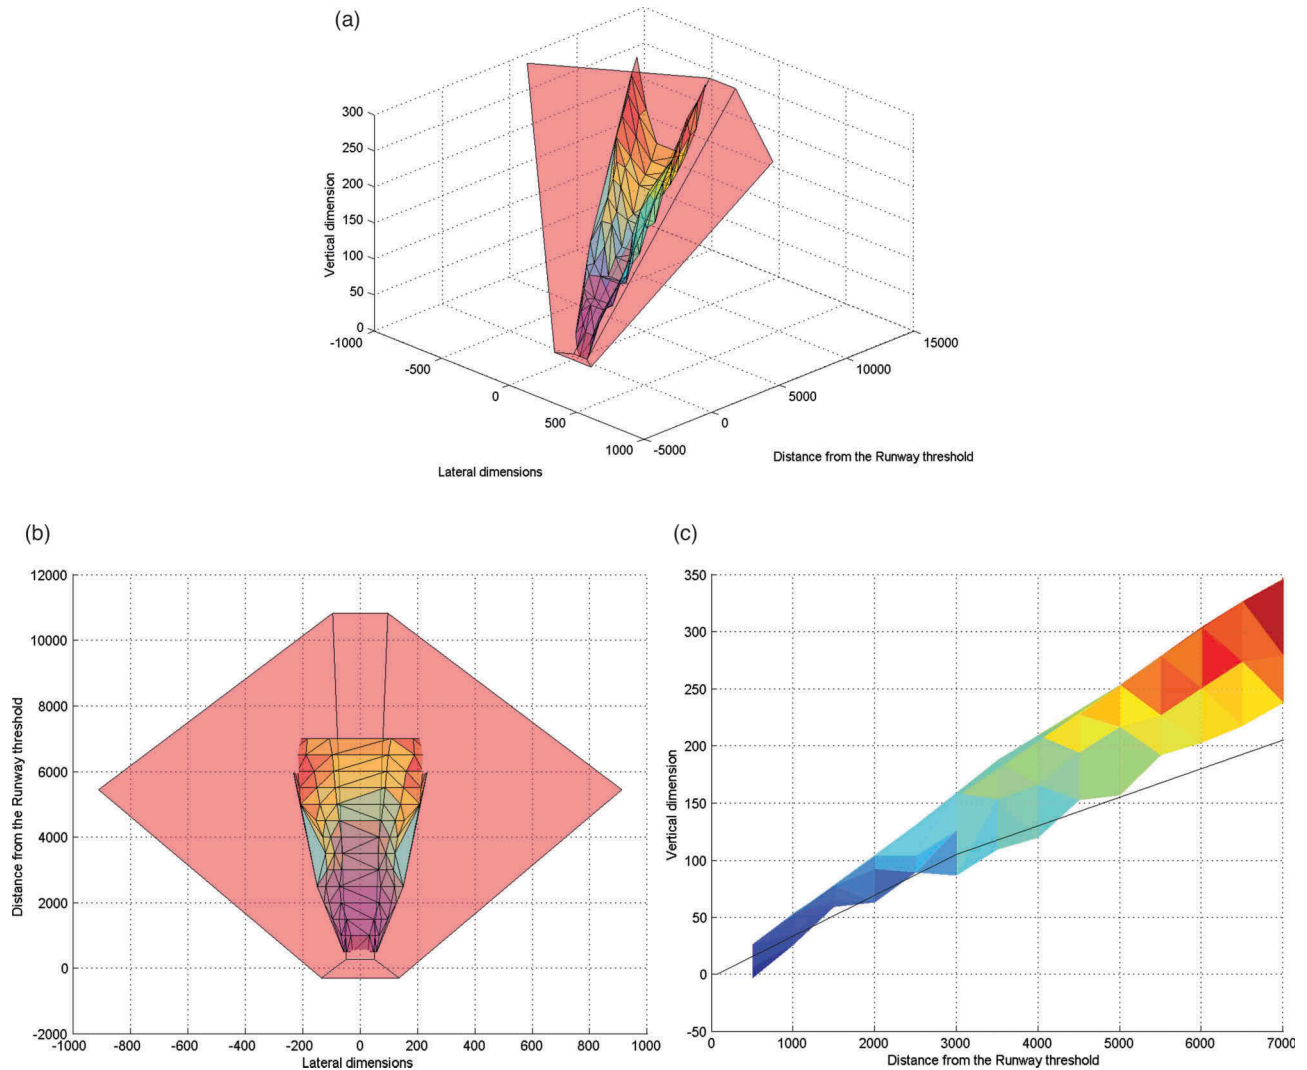 (a)
300
250
200
150
100
50
0
Vertical dimension
-1000
-500
0
500
1000
Lateral dimensions
-5000
0
5000
10000
15000
Distance from the Runway threshold
(b)
12000
10000
8000
6000
4000
2000
0
-2000
Distance from the Runway threshold
-1000 -800 -600 -400 -200 0 200 400 600 800 1000
Lateral dimensions
(c)
350
300
250
200
150
100
50
0
-50
Vertical dimension
0 1000 2000 3000 4000 5000 6000 7000
Distance from the Runway threshold